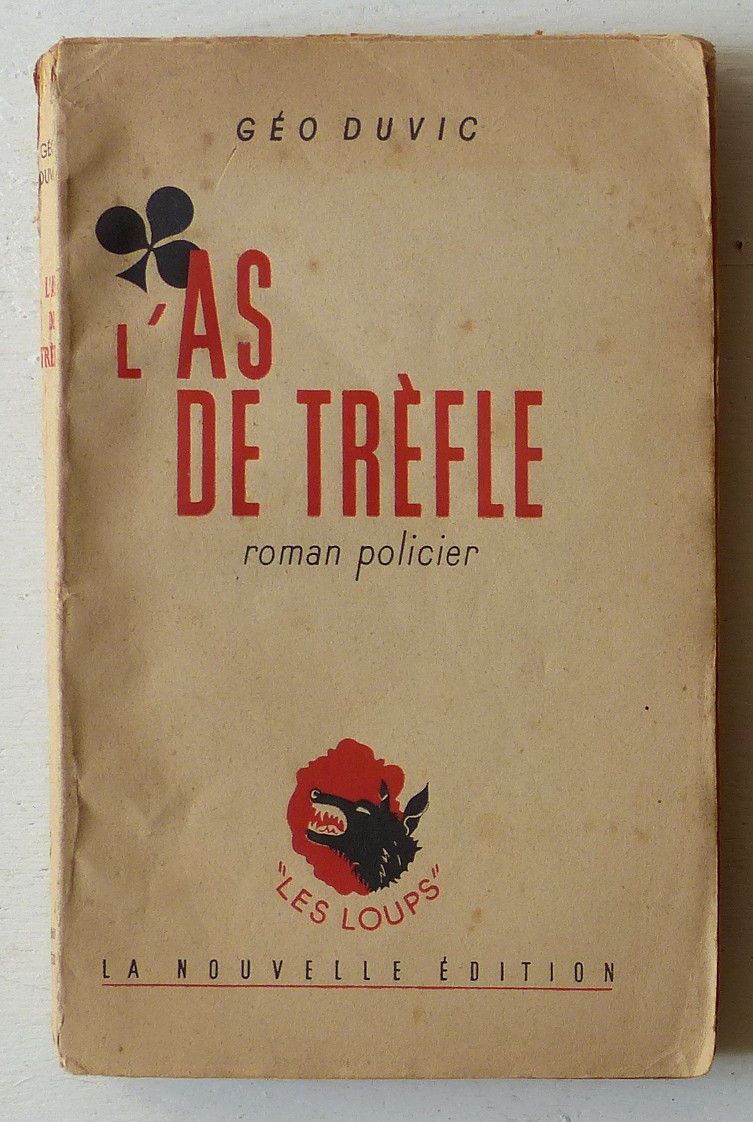 GÉO DUVIC
L'AS
DE TRÈFLE
roman policier
"LES LOUPS"
LA NOUVELLE ÉDITION